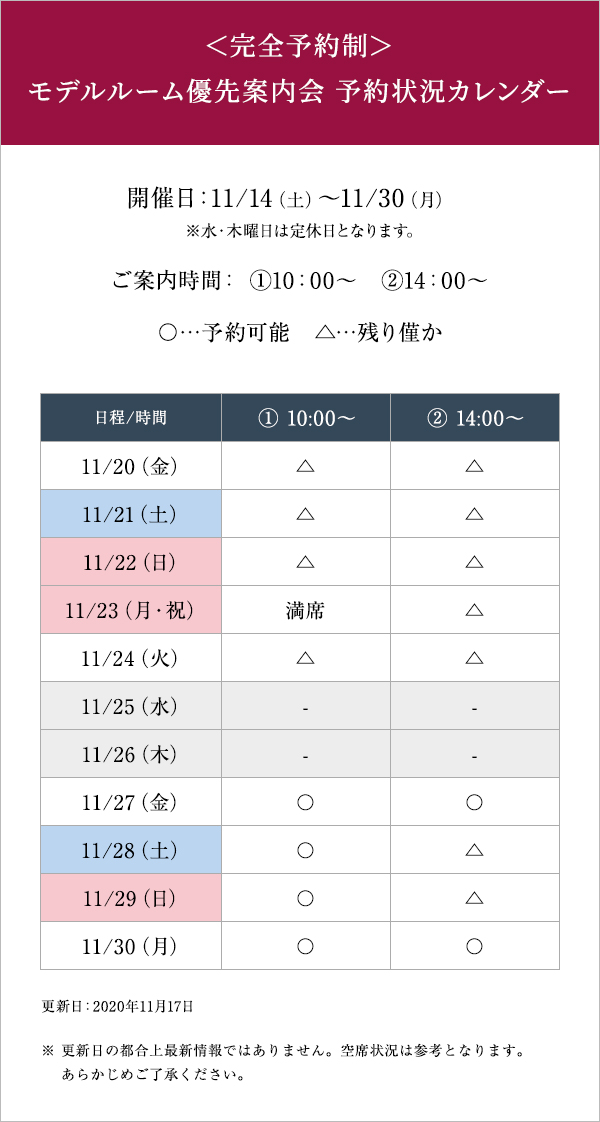 ＜完全予約制＞
モデルルーム優先案内会 予約状況カレンダー
開催日：11/14（土）～11/30（月）
※水・木曜日は定休日となります。
ご案内時間： ①10：00～ ②14：00～
○…予約可能 △…残り僅か
日程/時間 ① 10:00～ ② 14:00～
11/20（金） △ △
11/21（土） △ △
11/22（日） △ △
11/23（月・祝） 満席 △
11/24（火） △ △
11/25（水） - -
11/26（木） - -
11/27（金） ○ ○
11/28（土） ○ △
11/29（日） ○ △
11/30（月） ○ ○
更新日：2020年11月17日
※ 更新日の都合上最新情報ではありません。空席状況は参考となります。
あらかじめご了承ください。